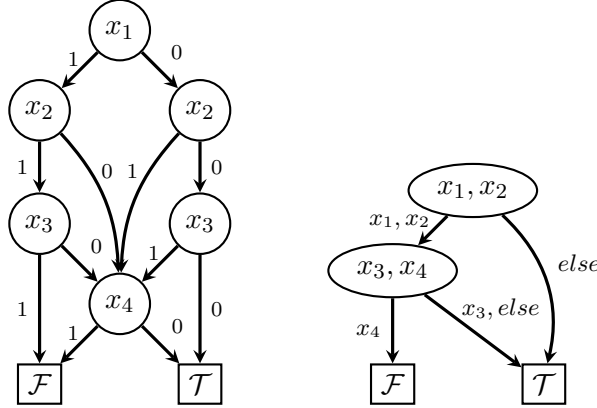 x₁
1 0
x₂ x₂
1 0 1 0
x₃ x₃
0 1
1 x₄ 0
1 0
ℱ 𝒯
x₁, x₂
x₁, x₂
else
x₃, x₄
x₄ x₃, else
ℱ 𝒯